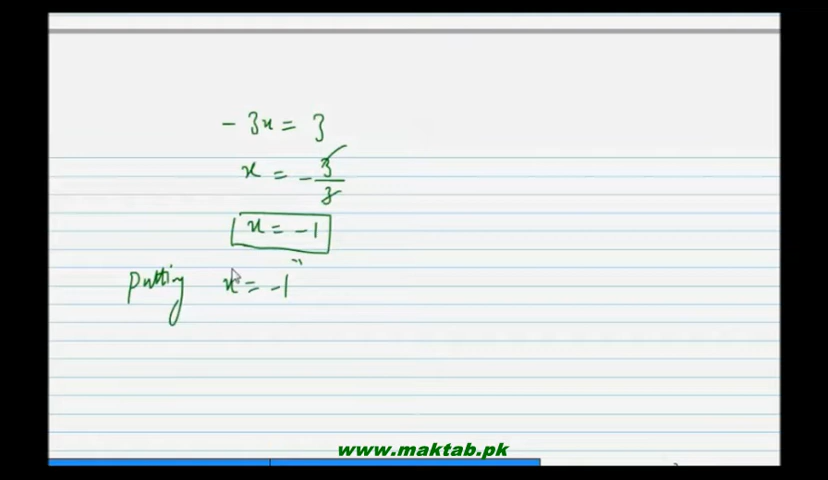 - 3x = 3
x = - 3/3
x = -1
putting x = -1
www.maktab.pk